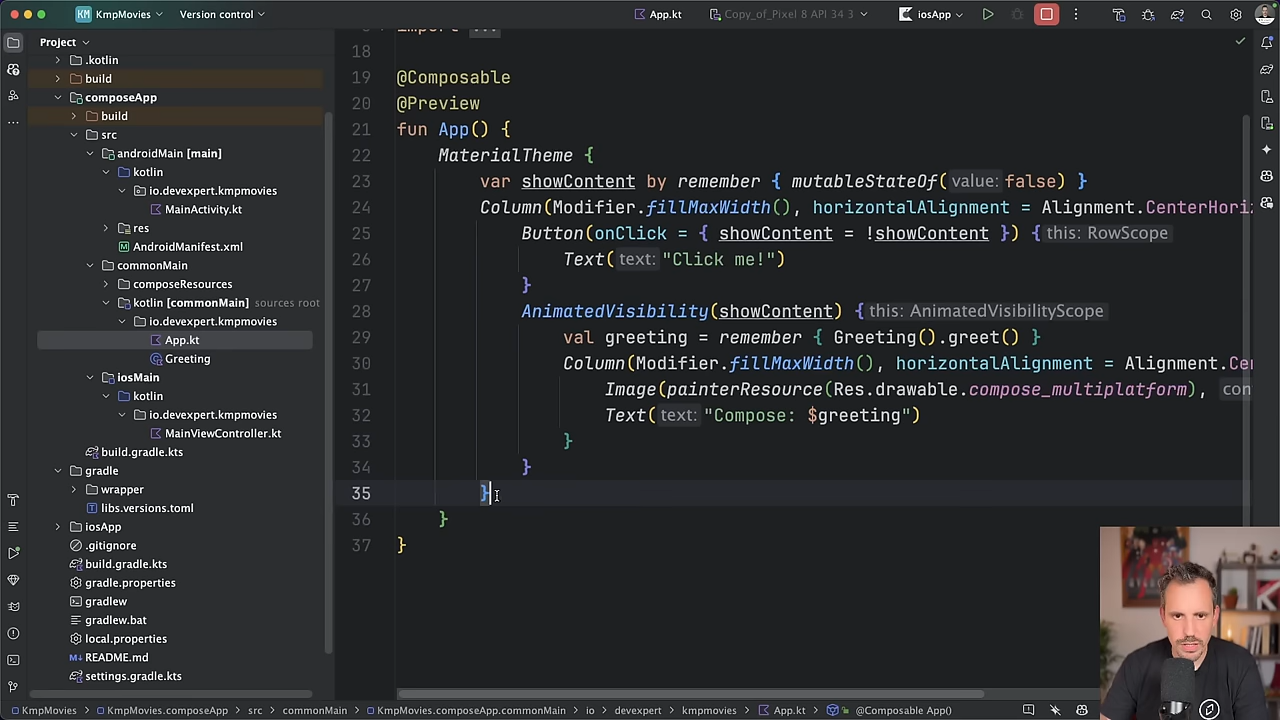 KmpMovies
Version control
App.kt
Copy_of_Pixel 8 API 34 3
iosApp
Project
.kotlin
build
composeApp
build
src
androidMain [main]
kotlin
io.devexpert.kmpmovies
MainActivity.kt
res
AndroidManifest.xml
commonMain
composeResources
kotlin [commonMain] sources root
io.devexpert.kmpmovies
App.kt
Greeting
iosMain
kotlin
io.devexpert.kmpmovies
MainViewController.kt
build.gradle.kts
gradle
wrapper
libs.versions.toml
iosApp
.gitignore
build.gradle.kts
gradle.properties
gradlew
gradlew.bat
local.properties
README.md
settings.gradle.kts
import ...
18
19 @Composable
20 @Preview
21 fun App() {
22 MaterialTheme {
23 var showContent by remember { mutableStateOf( value: false) }
24 Column(Modifier.fillMaxWidth(), horizontalAlignment = Alignment.CenterHori
25 Button(onClick = { showContent = !showContent }) { this: RowScope
26 Text( text: "Click me!")
27 }
28 AnimatedVisibility(showContent) { this: AnimatedVisibilityScope
29 val greeting = remember { Greeting().greet() }
30 Column(Modifier.fillMaxWidth(), horizontalAlignment = Alignment.Ce
31 Image(painterResource(Res.drawable.compose_multiplatform), con
32 Text( text: "Compose: $greeting")
33 }
34 }
35 }
36 }
37 }
KmpMovies KmpMovies.composeApp src commonMain KmpMovies.composeApp.commonMain io devexpert kmpmovies App.kt @Composable App()